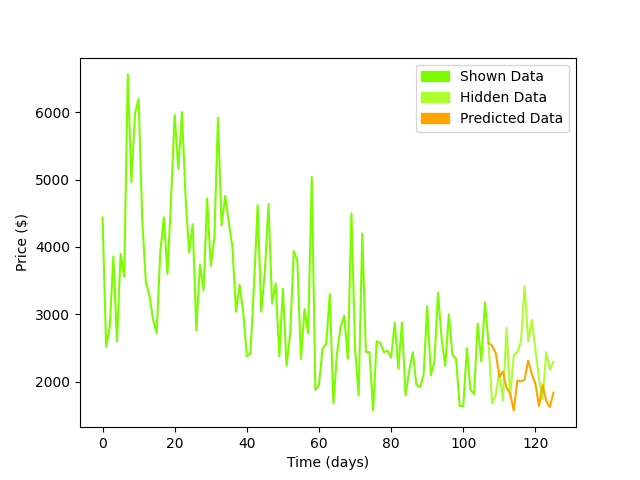 Shown Data
Hidden Data
Predicted Data
6000
5000
4000
3000
2000
Price ($)
0 20 40 60 80 100 120
Time (days)